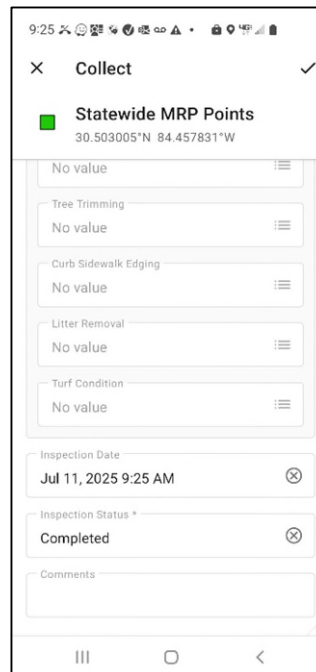 9:25
Collect
Statewide MRP Points
30.503005°N 84.457831°W
No value
Tree Trimming
No value
Curb Sidewalk Edging
No value
Litter Removal
No value
Turf Condition
No value
Inspection Date
Jul 11, 2025 9:25 AM
Inspection Status *
Completed
Comments